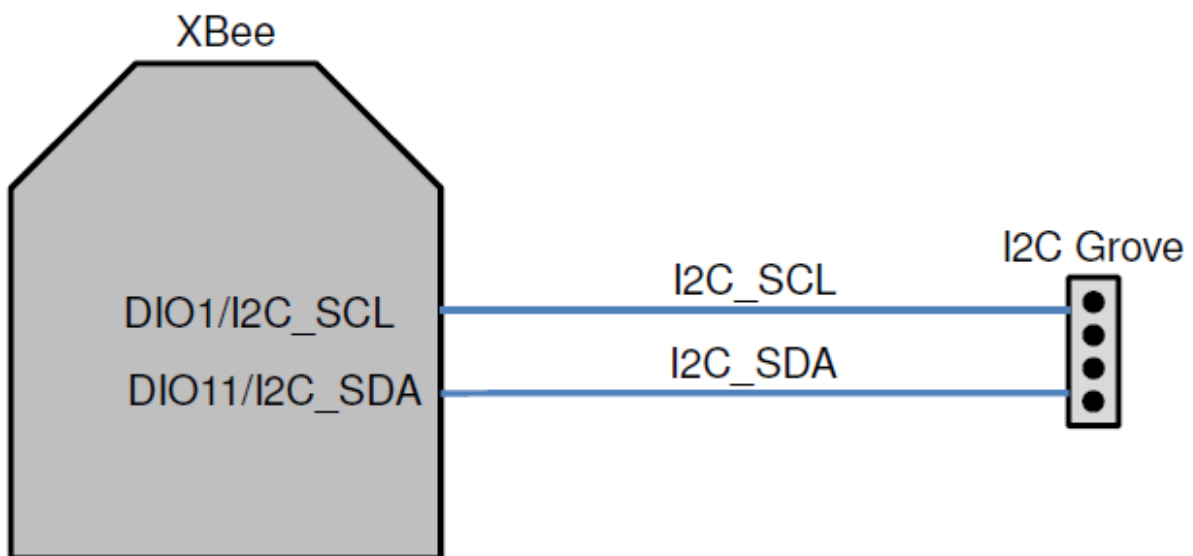 XBee
I2C Grove
I2C_SCL
DIO1/I2C_SCL
I2C_SDA
DIO11/I2C_SDA